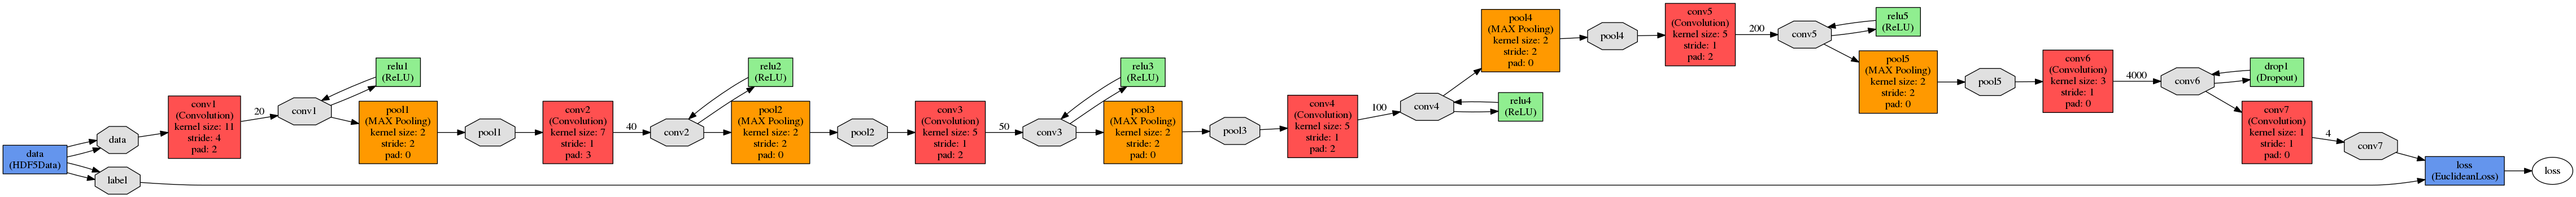 data
(HDF5Data)
data
label
conv1
(Convolution)
kernel size: 11
stride: 4
pad: 2
20
conv1
relu1
(ReLU)
pool1
(MAX Pooling)
kernel size: 2
stride: 2
pad: 0
pool1
conv2
(Convolution)
kernel size: 7
stride: 1
pad: 3
40
conv2
relu2
(ReLU)
pool2
(MAX Pooling)
kernel size: 2
stride: 2
pad: 0
pool2
conv3
(Convolution)
kernel size: 5
stride: 1
pad: 2
50
conv3
relu3
(ReLU)
pool3
(MAX Pooling)
kernel size: 2
stride: 2
pad: 0
pool3
conv4
(Convolution)
kernel size: 5
stride: 1
pad: 2
100
conv4
relu4
(ReLU)
pool4
(MAX Pooling)
kernel size: 2
stride: 2
pad: 0
pool4
conv5
(Convolution)
kernel size: 5
stride: 1
pad: 2
200
conv5
relu5
(ReLU)
pool5
(MAX Pooling)
kernel size: 2
stride: 2
pad: 0
pool5
conv6
(Convolution)
kernel size: 3
stride: 1
pad: 0
4000
conv6
drop1
(Dropout)
conv7
(Convolution)
kernel size: 1
stride: 1
pad: 0
4
conv7
loss
(EuclideanLoss)
loss